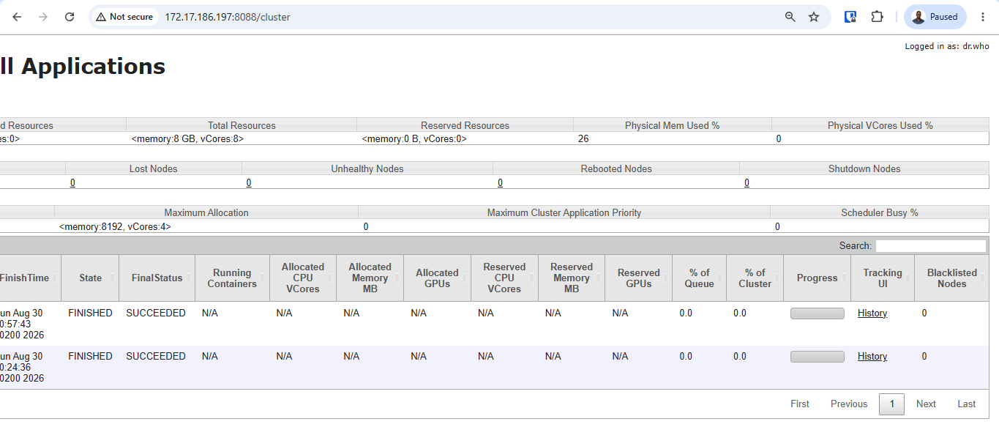 Not secure 172.17.186.197:8088/cluster Paused
Logged in as: dr.who
ll Applications
d Resources Total Resources Reserved Resources Physical Mem Used % Physical VCores Used %
es:0> <memory:8 GB, vCores:8> <memory:0 B, vCores:0> 26 0
Lost Nodes Unhealthy Nodes Rebooted Nodes Shutdown Nodes
0 0 0 0
Maximum Allocation Maximum Cluster Application Priority Scheduler Busy %
<memory:8192, vCores:4> 0 0
Search:
FinishTime State FinalStatus Running Containers Allocated CPU VCores Allocated Memory MB Allocated GPUs Reserved CPU VCores Reserved Memory MB Reserved GPUs % of Queue % of Cluster Progress Tracking UI Blacklisted Nodes
un Aug 30 FINISHED SUCCEEDED N/A N/A N/A N/A N/A N/A N/A 0.0 0.0 History 0
0:57:43
0200 2026
un Aug 30 FINISHED SUCCEEDED N/A N/A N/A N/A N/A N/A N/A 0.0 0.0 History 0
0:24:36
0200 2026
First Previous 1 Next Last